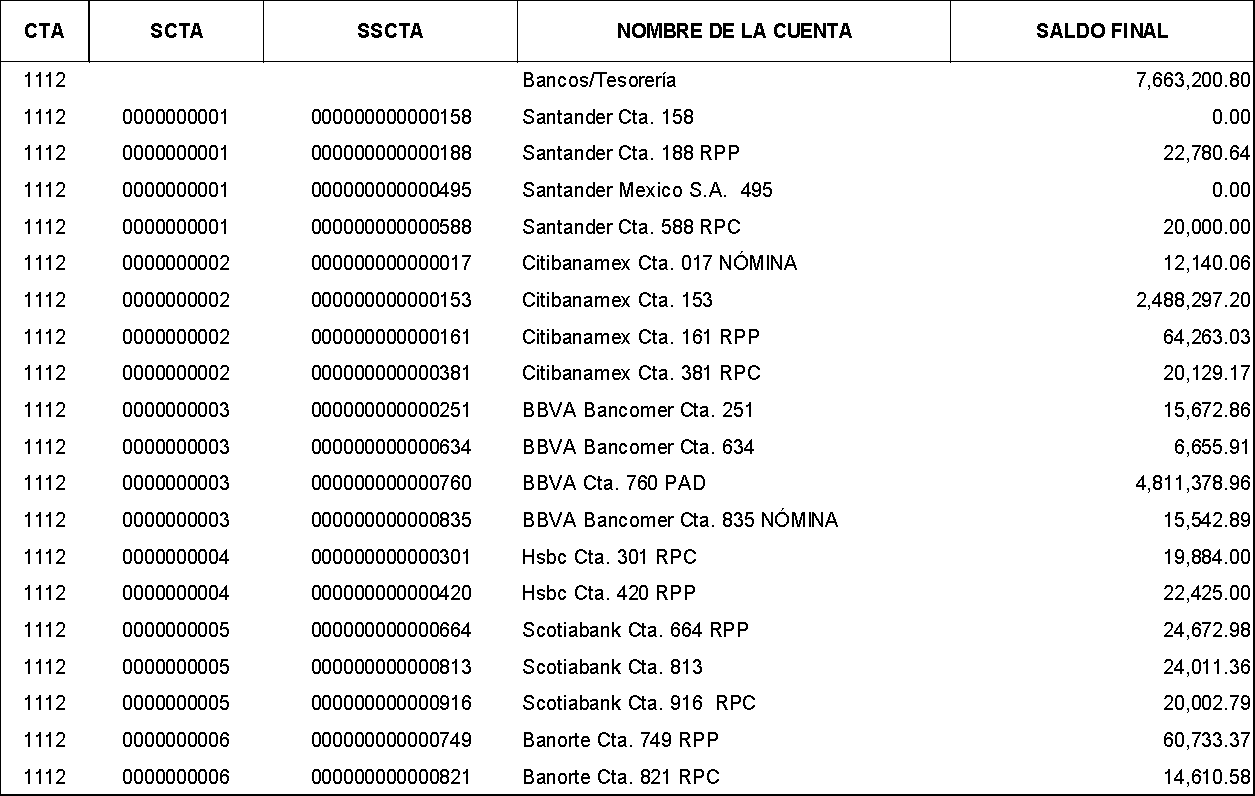 CTA SCTA SSCTA NOMBRE DE LA CUENTA SALDO FINAL
1112 Bancos/Tesorería 7,663,200.80
1112 0000000001 000000000000158 Santander Cta. 158 0.00
1112 0000000001 000000000000188 Santander Cta. 188 RPP 22,780.64
1112 0000000001 000000000000495 Santander Mexico S.A.  495 0.00
1112 0000000001 000000000000588 Santander Cta. 588 RPC 20,000.00
1112 0000000002 000000000000017 Citibanamex Cta. 017 NÓMINA 12,140.06
1112 0000000002 000000000000153 Citibanamex Cta. 153 2,488,297.20
1112 0000000002 000000000000161 Citibanamex Cta. 161 RPP 64,263.03
1112 0000000002 000000000000381 Citibanamex Cta. 381 RPC 20,129.17
1112 0000000003 000000000000251 BBVA Bancomer Cta. 251 15,672.86
1112 0000000003 000000000000634 BBVA Bancomer Cta. 634 6,655.91
1112 0000000003 000000000000760 BBVA Cta. 760 PAD 4,811,378.96
1112 0000000003 000000000000835 BBVA Bancomer Cta. 835 NÓMINA 15,542.89
1112 0000000004 000000000000301 Hsbc Cta. 301 RPC 19,884.00
1112 0000000004 000000000000420 Hsbc Cta. 420 RPP 22,425.00
1112 0000000005 000000000000664 Scotiabank Cta. 664 RPP 24,672.98
1112 0000000005 000000000000813 Scotiabank Cta. 813 24,011.36
1112 0000000005 000000000000916 Scotiabank Cta. 916  RPC 20,002.79
1112 0000000006 000000000000749 Banorte Cta. 749 RPP 60,733.37
1112 0000000006 000000000000821 Banorte Cta. 821 RPC 14,610.58